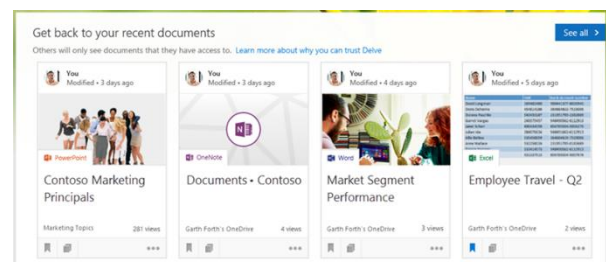 Get back to your recent documents
See all >
Others will only see documents that they have access to. Learn more about why you can trust Delve
You
Modified • 3 days ago
PowerPoint
Contoso Marketing
Principals
Marketing Topics
281 views
You
Modified • 3 days ago
OneNote
Documents • Contoso
Garth Forth's OneDrive
4 views
You
Modified • 4 days ago
Word
Market Segment
Performance
Garth Forth's OneDrive
3 views
You
Modified • 5 days ago
Excel
Employee Travel - Q2
Garth Forth's OneDrive
2 views